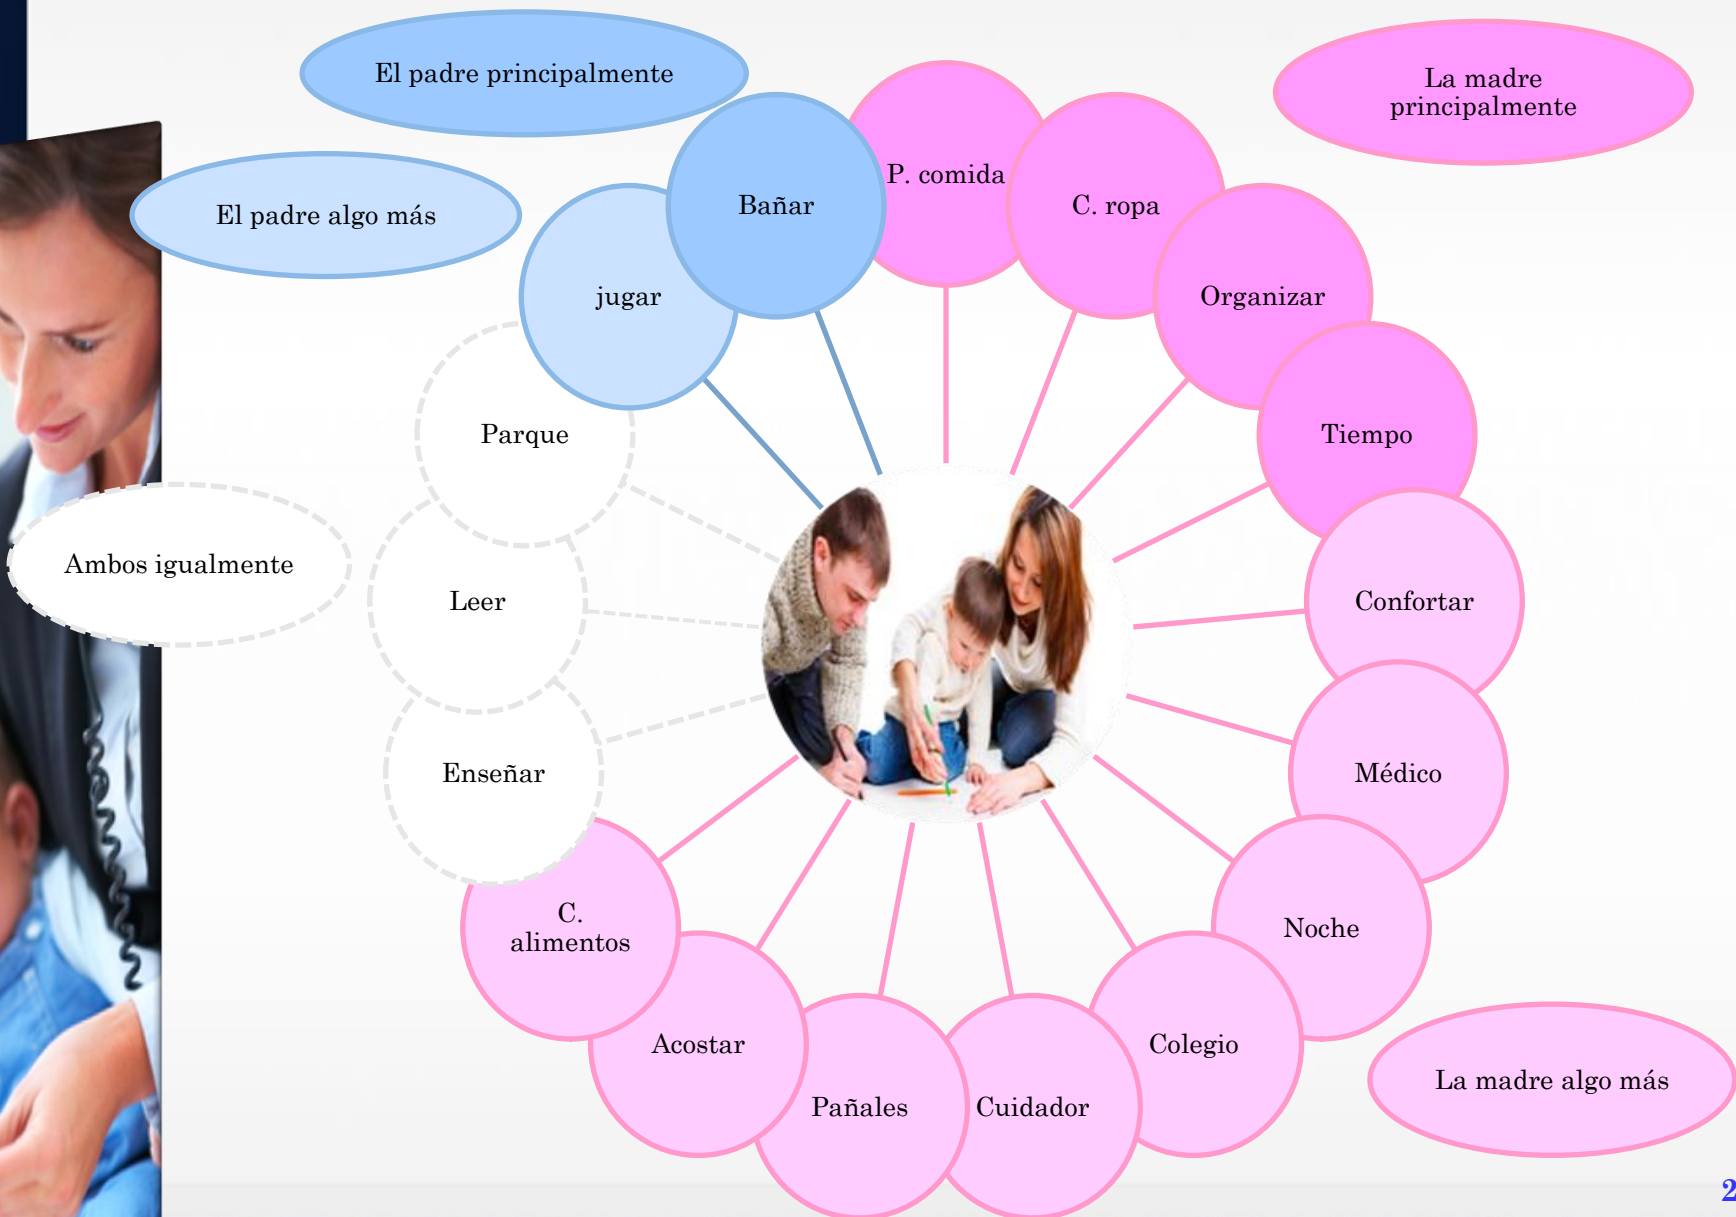 El padre principalmente
La madre
principalmente
El padre algo más
Bañar
P. comida
C. ropa
jugar
Organizar
Parque
Tiempo
Ambos igualmente
Leer
Confortar
Enseñar
Médico
C.
alimentos
Noche
Acostar
Colegio
Pañales
Cuidador
La madre algo más
2